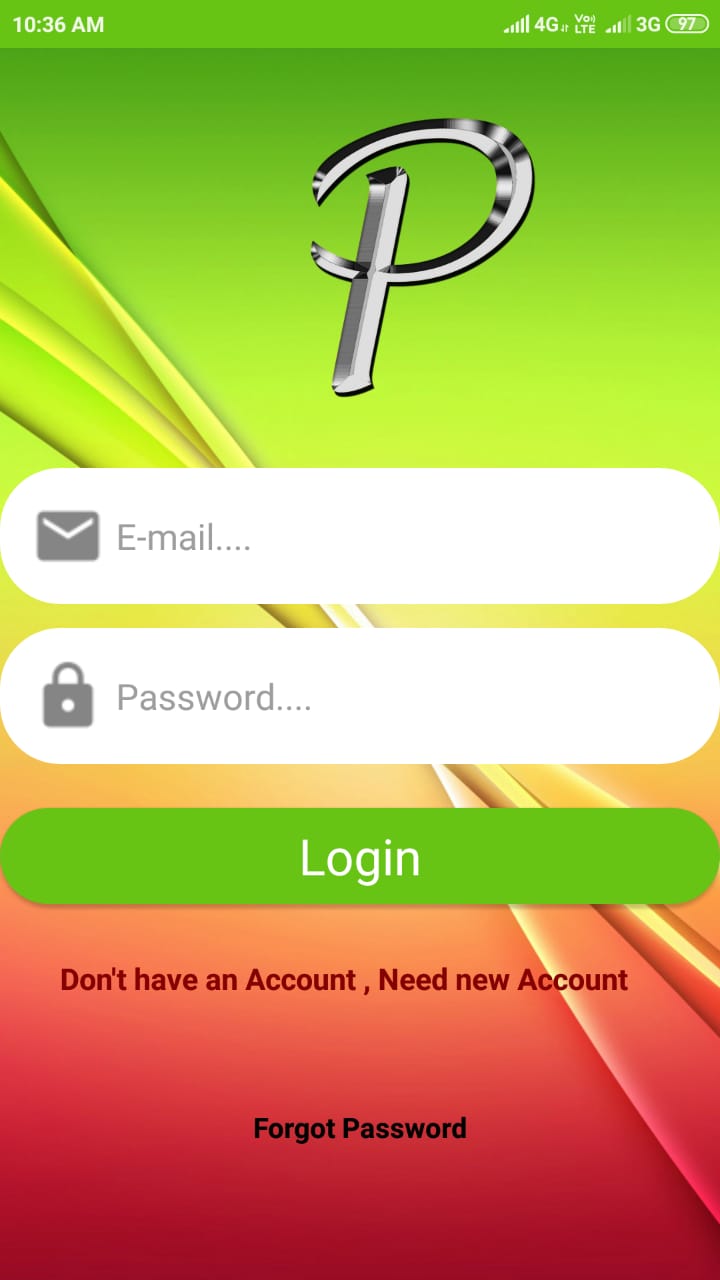 10:36 AM 4G Vo) LTE 3G 97
P
E-mail....
Password....
Login
Don't have an Account , Need new Account
Forgot Password